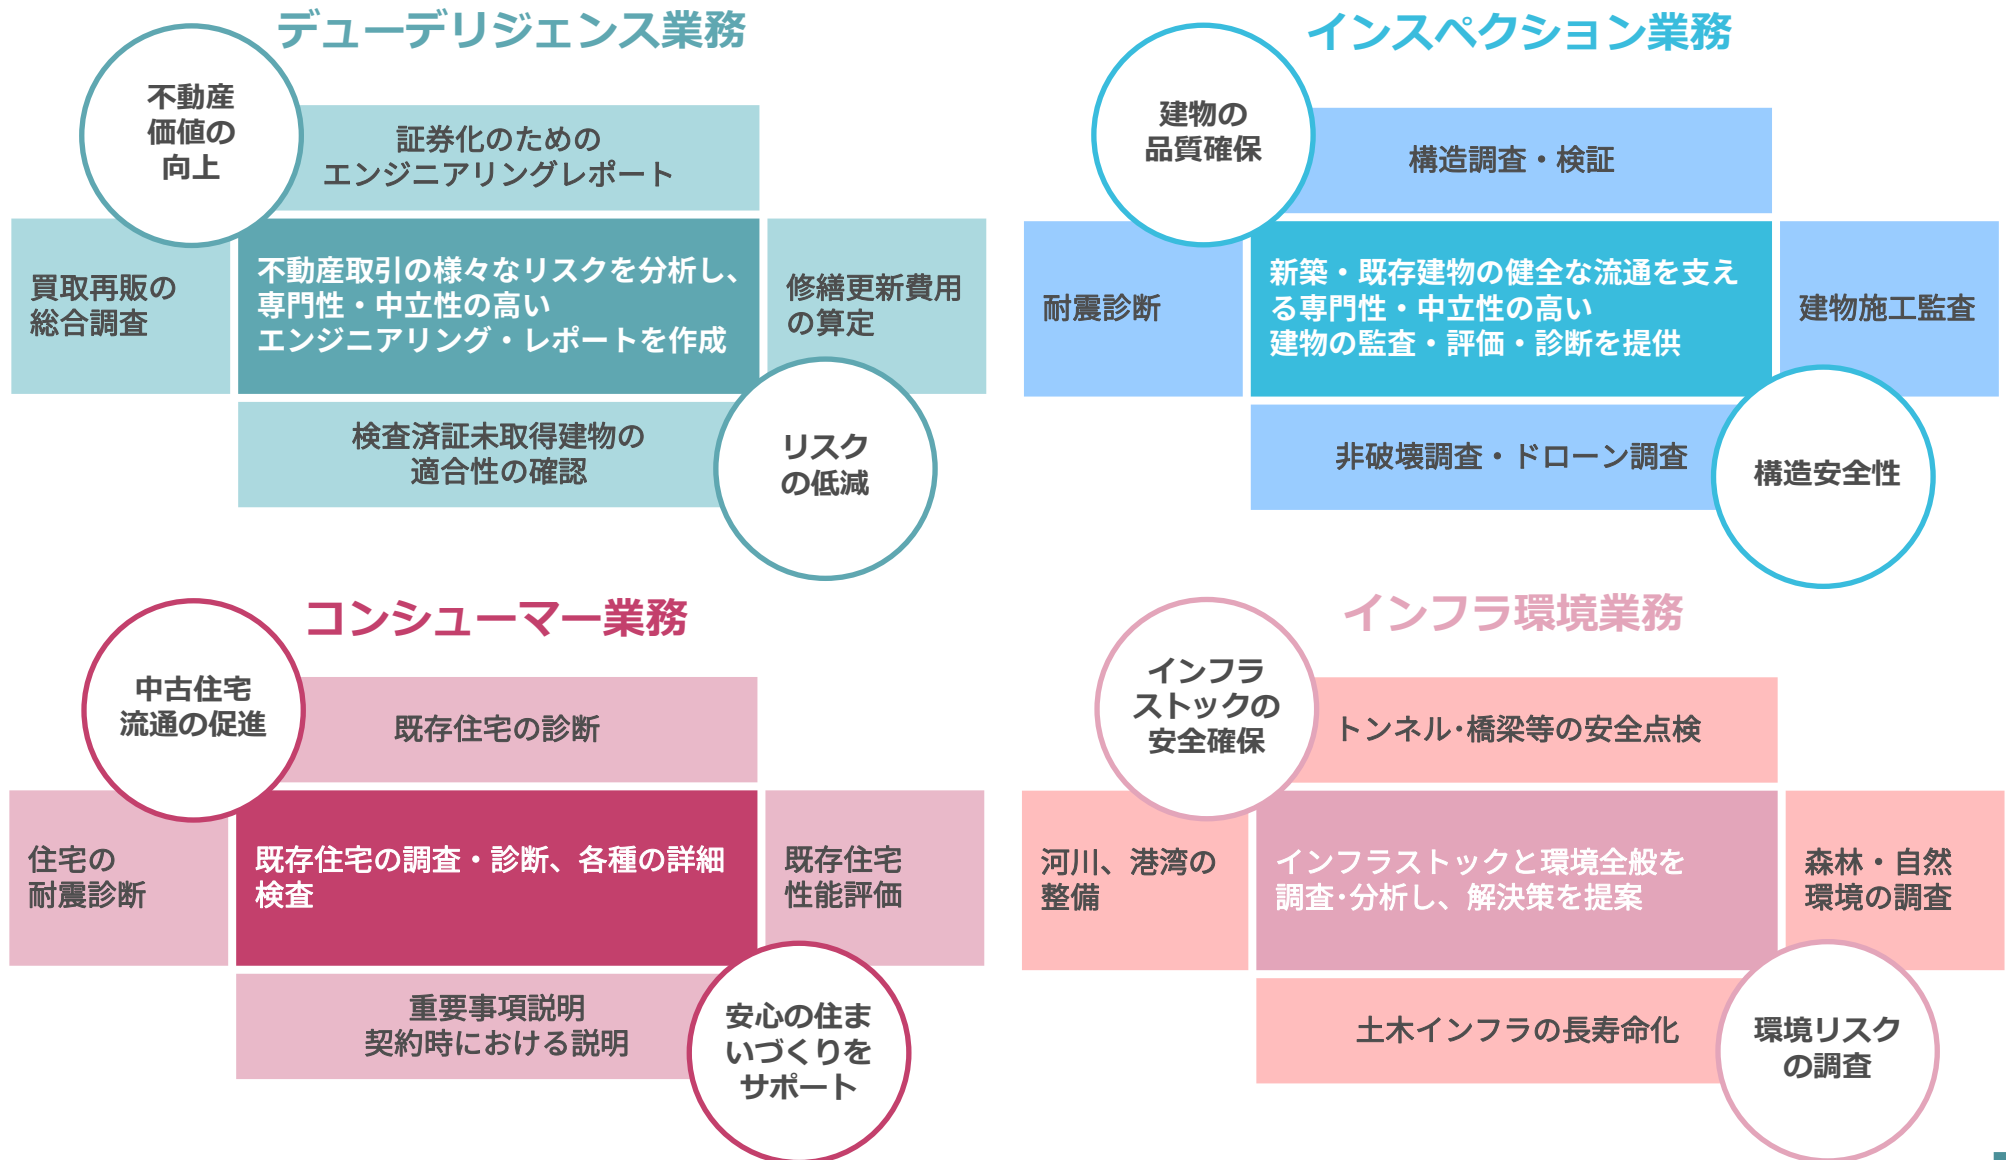 デューデリジェンス業務
不動産
価値の
向上
証券化のための
エンジニアリングレポート
買取再販の
総合調査
不動産取引の様々なリスクを分析し、
専門性・中立性の高い
エンジニアリング・レポートを作成
修繕更新費用
の算定
検査済証未取得建物の
適合性の確認
リスク
の低減
インスペクション業務
建物の
品質確保
構造調査・検証
耐震診断
新築・既存建物の健全な流通を支え
る専門性・中立性の高い
建物の監査・評価・診断を提供
建物施工監査
非破壊調査・ドローン調査
構造安全性
コンシューマー業務
中古住宅
流通の促進
既存住宅の診断
住宅の
耐震診断
既存住宅の調査・診断、各種の詳細
検査
既存住宅
性能評価
重要事項説明
契約時における説明
安心の住ま
いづくりを
サポート
インフラ環境業務
インフラ
ストックの
安全確保
トンネル･橋梁等の安全点検
河川、港湾の
整備
インフラストックと環境全般を
調査･分析し、解決策を提案
森林・自然
環境の調査
土木インフラの長寿命化
環境リスク
の調査